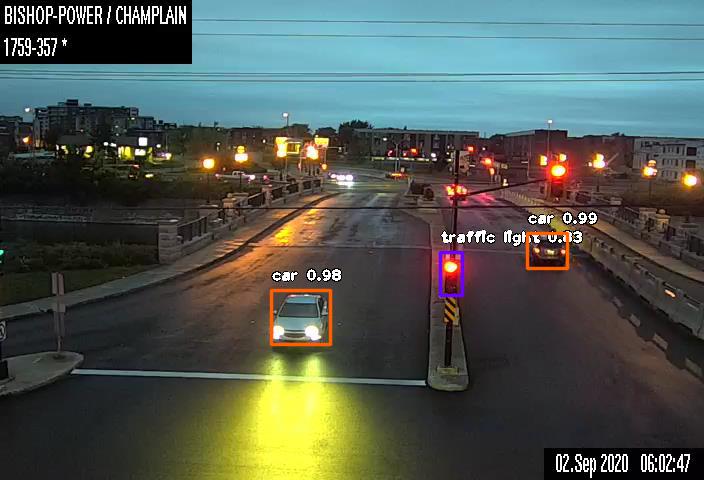 BISHOP-POWER / CHAMPLAIN
1759-357 *
car 0.99
traffic light 0.83
car 0.98
02.Sep 2020 06:02:47